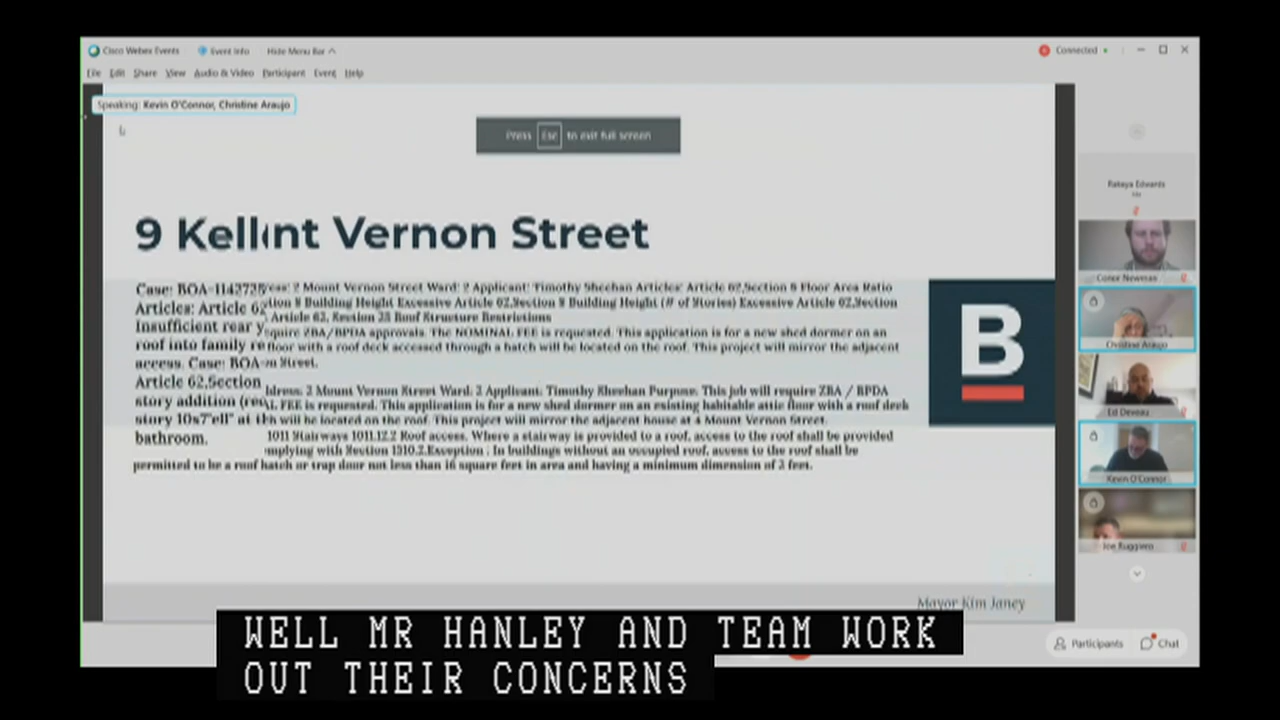 Cisco Webex Events Event Info Hide Menu Bar
Connected
File Edit Share View Audio & Video Participant Event Help
Speaking: Kevin O'Connor, Christine Araujo
Press Esc to exit full screen
Rakeya Edwards
Me
9 Kell nt Vernon Street
Case: BOA-1142725 ress: 2 Mount Vernon Street Ward: 2 Applicant: Timothy Sheehan Articles: Article 62,Section 8 Floor Area Ratio
Articles: Article 62 tion 8 Building Height Excessive Article 62,Section 8 Building Height (# of Stories) Excessive Article 62,Section
Article 62, Section 25 Roof Structure Restrictions
Insufficient rear y equire ZBA/BPDA approvals. The NOMINAL FEE is requested. This application is for a new shed dormer on an
roof into family re floor with a roof deck accessed through a hatch will be located on the roof. This project will mirror the adjacent
access. Case: BOA- n Street.
Article 62,Section
ldress: 2 Mount Vernon Street Ward: 2 Applicant: Timothy Sheehan Purpose: This job will require ZBA / BPDA
story addition (re L FEE is requested. This application is for a new shed dormer on an existing habitable attic floor with a roof deck
story 10x7"ell" at th h will be located on the roof. This project will mirror the adjacent house at 4 Mount Vernon Street.
bathroom. 1011 Stairways 1011.12.2 Roof access. Where a stairway is provided to a roof, access to the roof shall be provided
mplying with Section 1510.2.Exception : In buildings without an occupied roof, access to the roof shall be
permitted to be a roof hatch or trap door not less than 16 square feet in area and having a minimum dimension of 2 feet.
B
Conor Newman
Christine Araujo
Ed Deveau
Kevin O'Connor
Joe Ruggiero
Mayor Kim Janey
Participants Chat
WELL MR HANLEY AND TEAM WORK
OUT THEIR CONCERNS